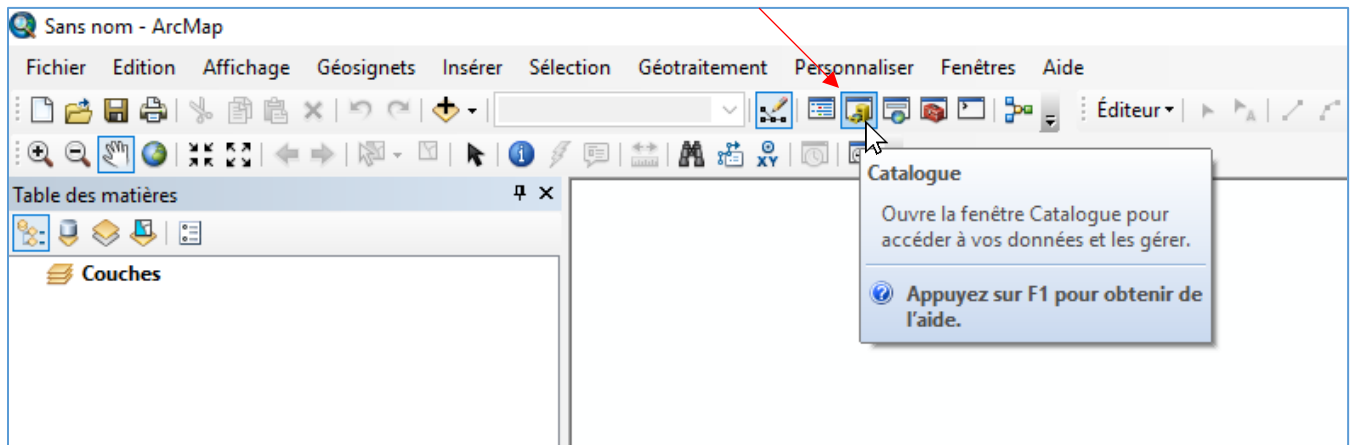 Sans nom - ArcMap
Fichier Edition Affichage Géosignets Insérer Sélection Géotraitement Personnaliser Fenêtres Aide
Éditeur
XY
Table des matières
Catalogue
Ouvre la fenêtre Catalogue pour
accéder à vos données et les gérer.
Appuyez sur F1 pour obtenir de
l'aide.
Couches